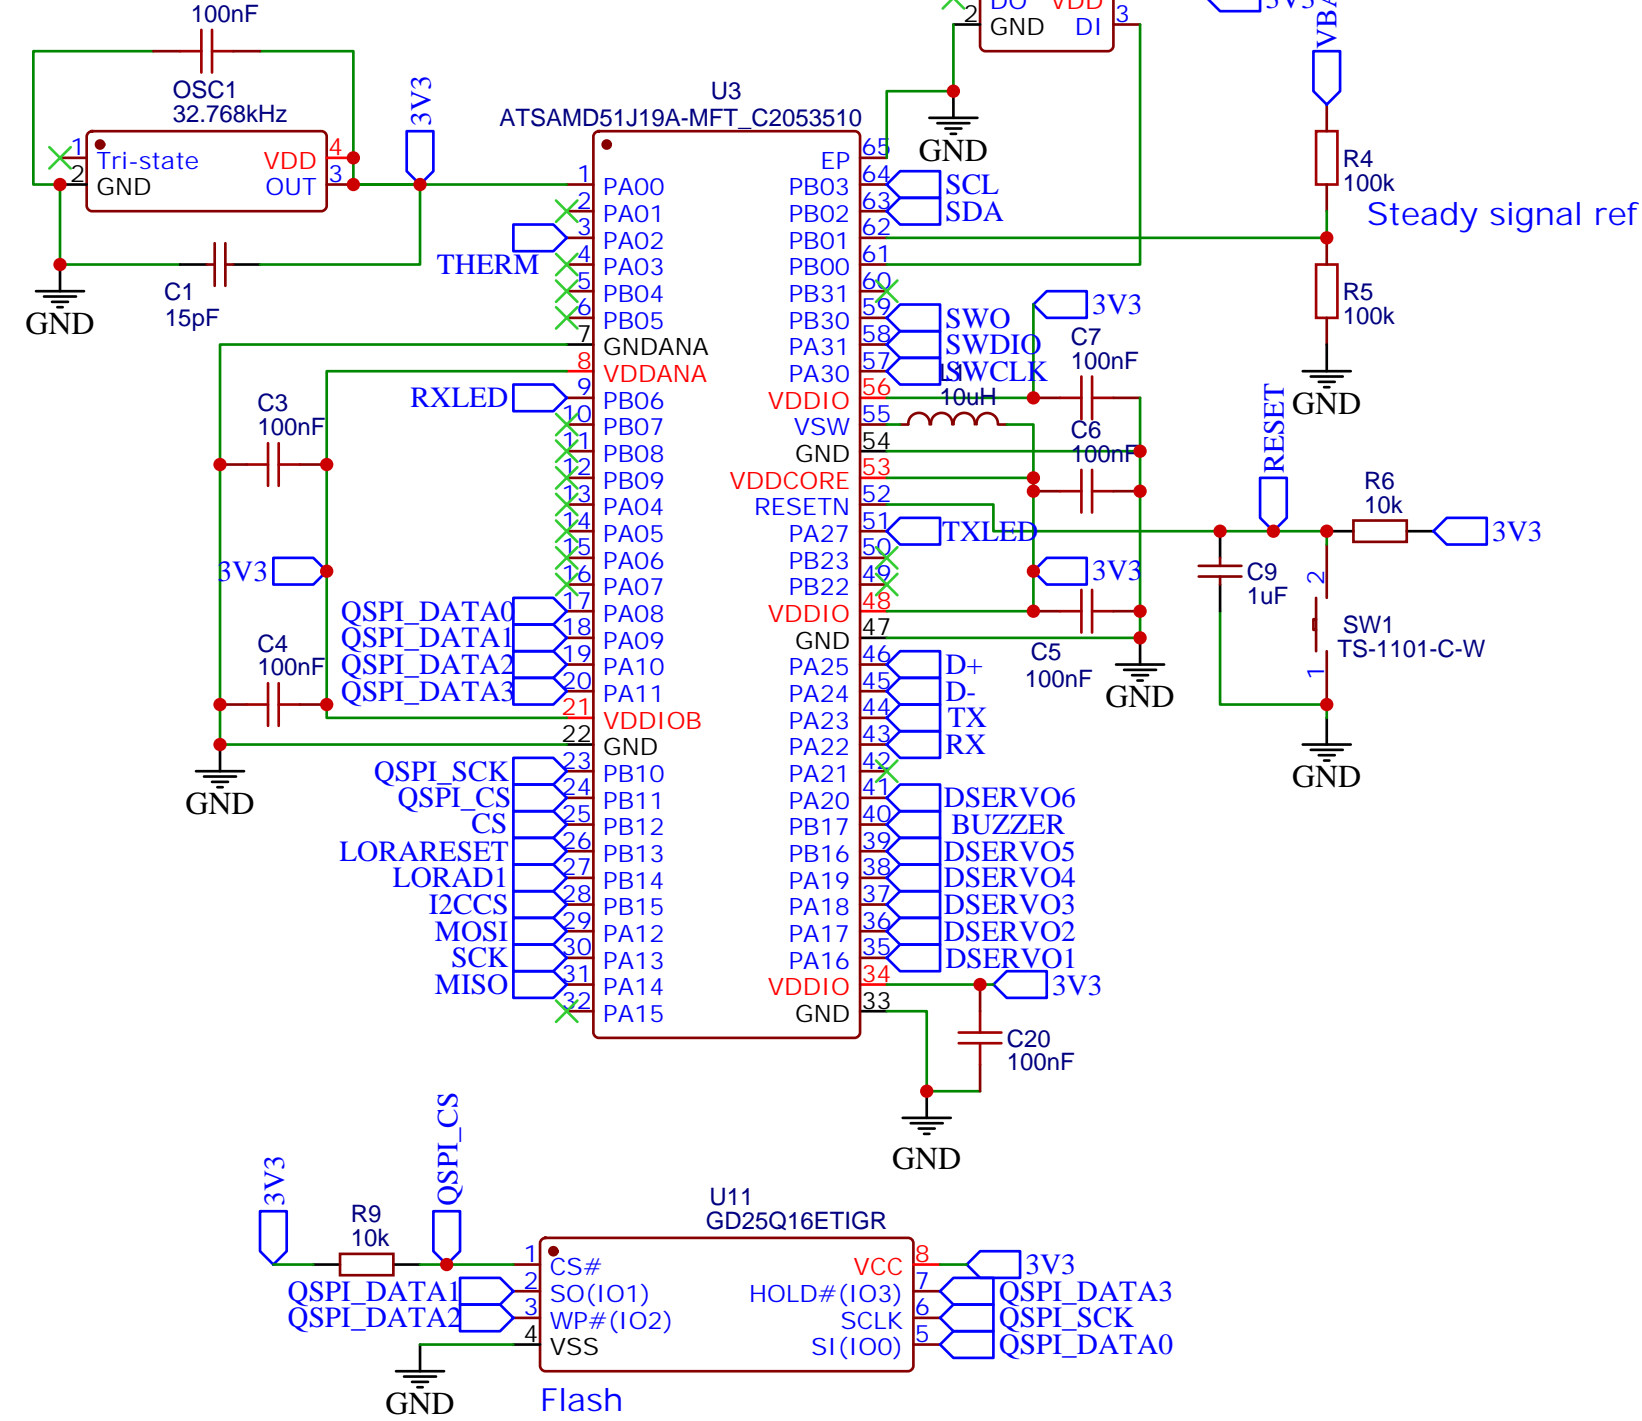 100nF
OSC1
32.768kHz
1
Tri-state
VDD
4
2
GND
OUT
3
3V3
C1
15pF
GND
DO
VDD
3V3
2
GND
DI
3
GND
U3
ATSAMD51J19A-MFT_C2053510
1 PA00
2 PA01
3 PA02
THERM
4 PA03
5 PB04
6 PB05
7 GNDANA
8 VDDANA
RXLED 9 PB06
10 PB07
11 PB08
12 PB09
13 PA04
14 PA05
15 PA06
16 PA07
QSPI_DATA0 17 PA08
QSPI_DATA1 18 PA09
QSPI_DATA2 19 PA10
QSPI_DATA3 20 PA11
21 VDDIOB
22 GND
QSPI_SCK 23 PB10
QSPI_CS 24 PB11
CS 25 PB12
LORARESET 26 PB13
LORAD1 27 PB14
I2CCS 28 PB15
MOSI 29 PA12
SCK 30 PA13
MISO 31 PA14
32 PA15
C3
100nF
3V3
C4
100nF
GND
EP 65
PB03 64 SCL
PB02 63 SDA
PB01 62
PB00 61
PB31 60
PB30 59 SWO
PA31 58 SWDIO
PA30 57 SWCLK
VDDIO 56
VSW 55
GND 54
VDDCORE 53
RESETN 52
PA27 51 TXLED
PB23 50
PB22 49
VDDIO 48
GND 47
PA25 46 D+
PA24 45 D-
PA23 44 TX
PA22 43 RX
PA21 42
PA20 41 DSERVO6
PB17 40 BUZZER
PB16 39 DSERVO5
PA19 38 DSERVO4
PA18 37 DSERVO3
PA17 36 DSERVO2
PA16 35 DSERVO1
VDDIO 34 3V3
GND 33
C20
100nF
GND
3V3
C7
100nF
L1
10uH
C6
100nF
3V3
C5
100nF
GND
R4
100k
Steady signal ref
R5
100k
GND
RESET
R6
10k
3V3
C9
1uF
2
SW1
TS-1101-C-W
1
GND
3V3
R9
10k
QSPI_CS
U11
GD25Q16ETIGR
1 CS#
QSPI_DATA1 2 SO(IO1)
QSPI_DATA2 3 WP#(IO2)
4 VSS
VCC 8 3V3
HOLD#(IO3) 7 QSPI_DATA3
SCLK 6 QSPI_SCK
SI(IO0) 5 QSPI_DATA0
GND
Flash